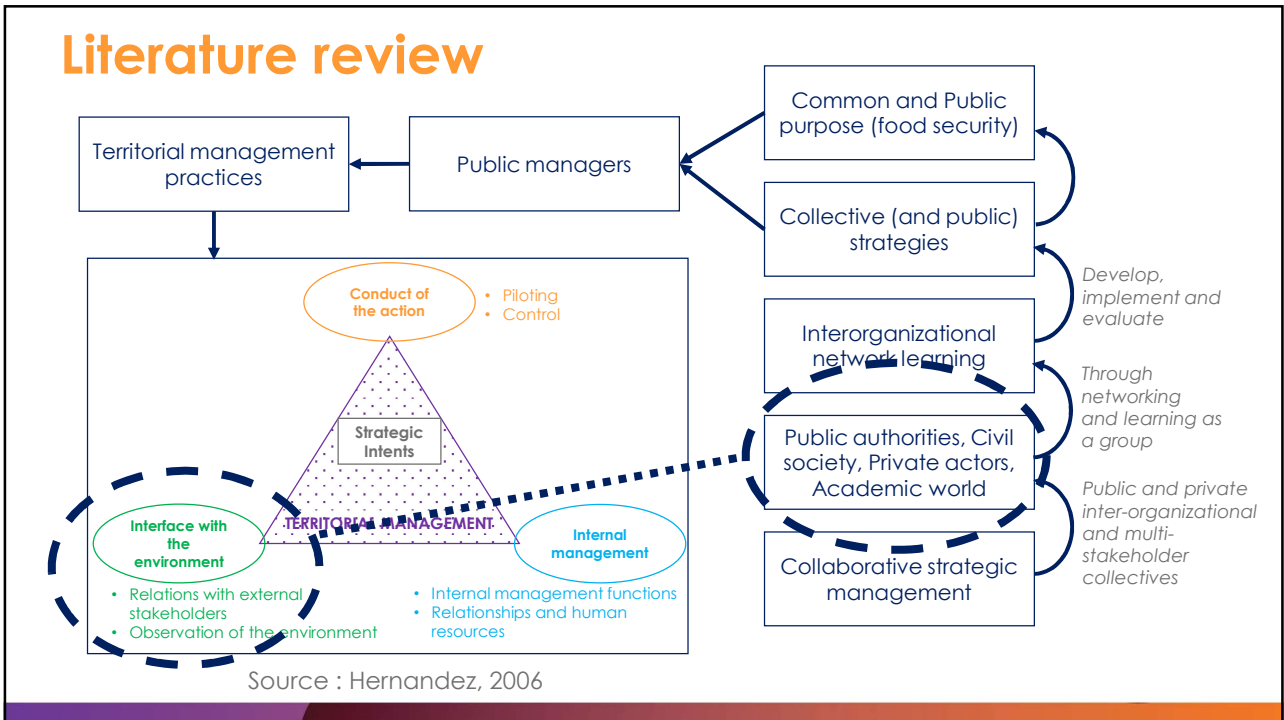 Literature review
Territorial management
practices
Public managers
Common and Public
purpose (food security)
Collective (and public)
strategies
Interorganizational
network learning
Public authorities, Civil
society, Private actors,
Academic world
Collaborative strategic
management
Develop,
implement and
evaluate
Through
networking
and learning as
a group
Public and private
inter-organizational
and multi-
stakeholder
collectives
Conduct of
the action
• Piloting
• Control
Strategic
Intents
TERRITORIAL MANAGEMENT
Interface with
the
environment
• Relations with external
stakeholders
• Observation of the environment
Internal
management
• Internal management functions
• Relationships and human
resources
Source : Hernandez, 2006